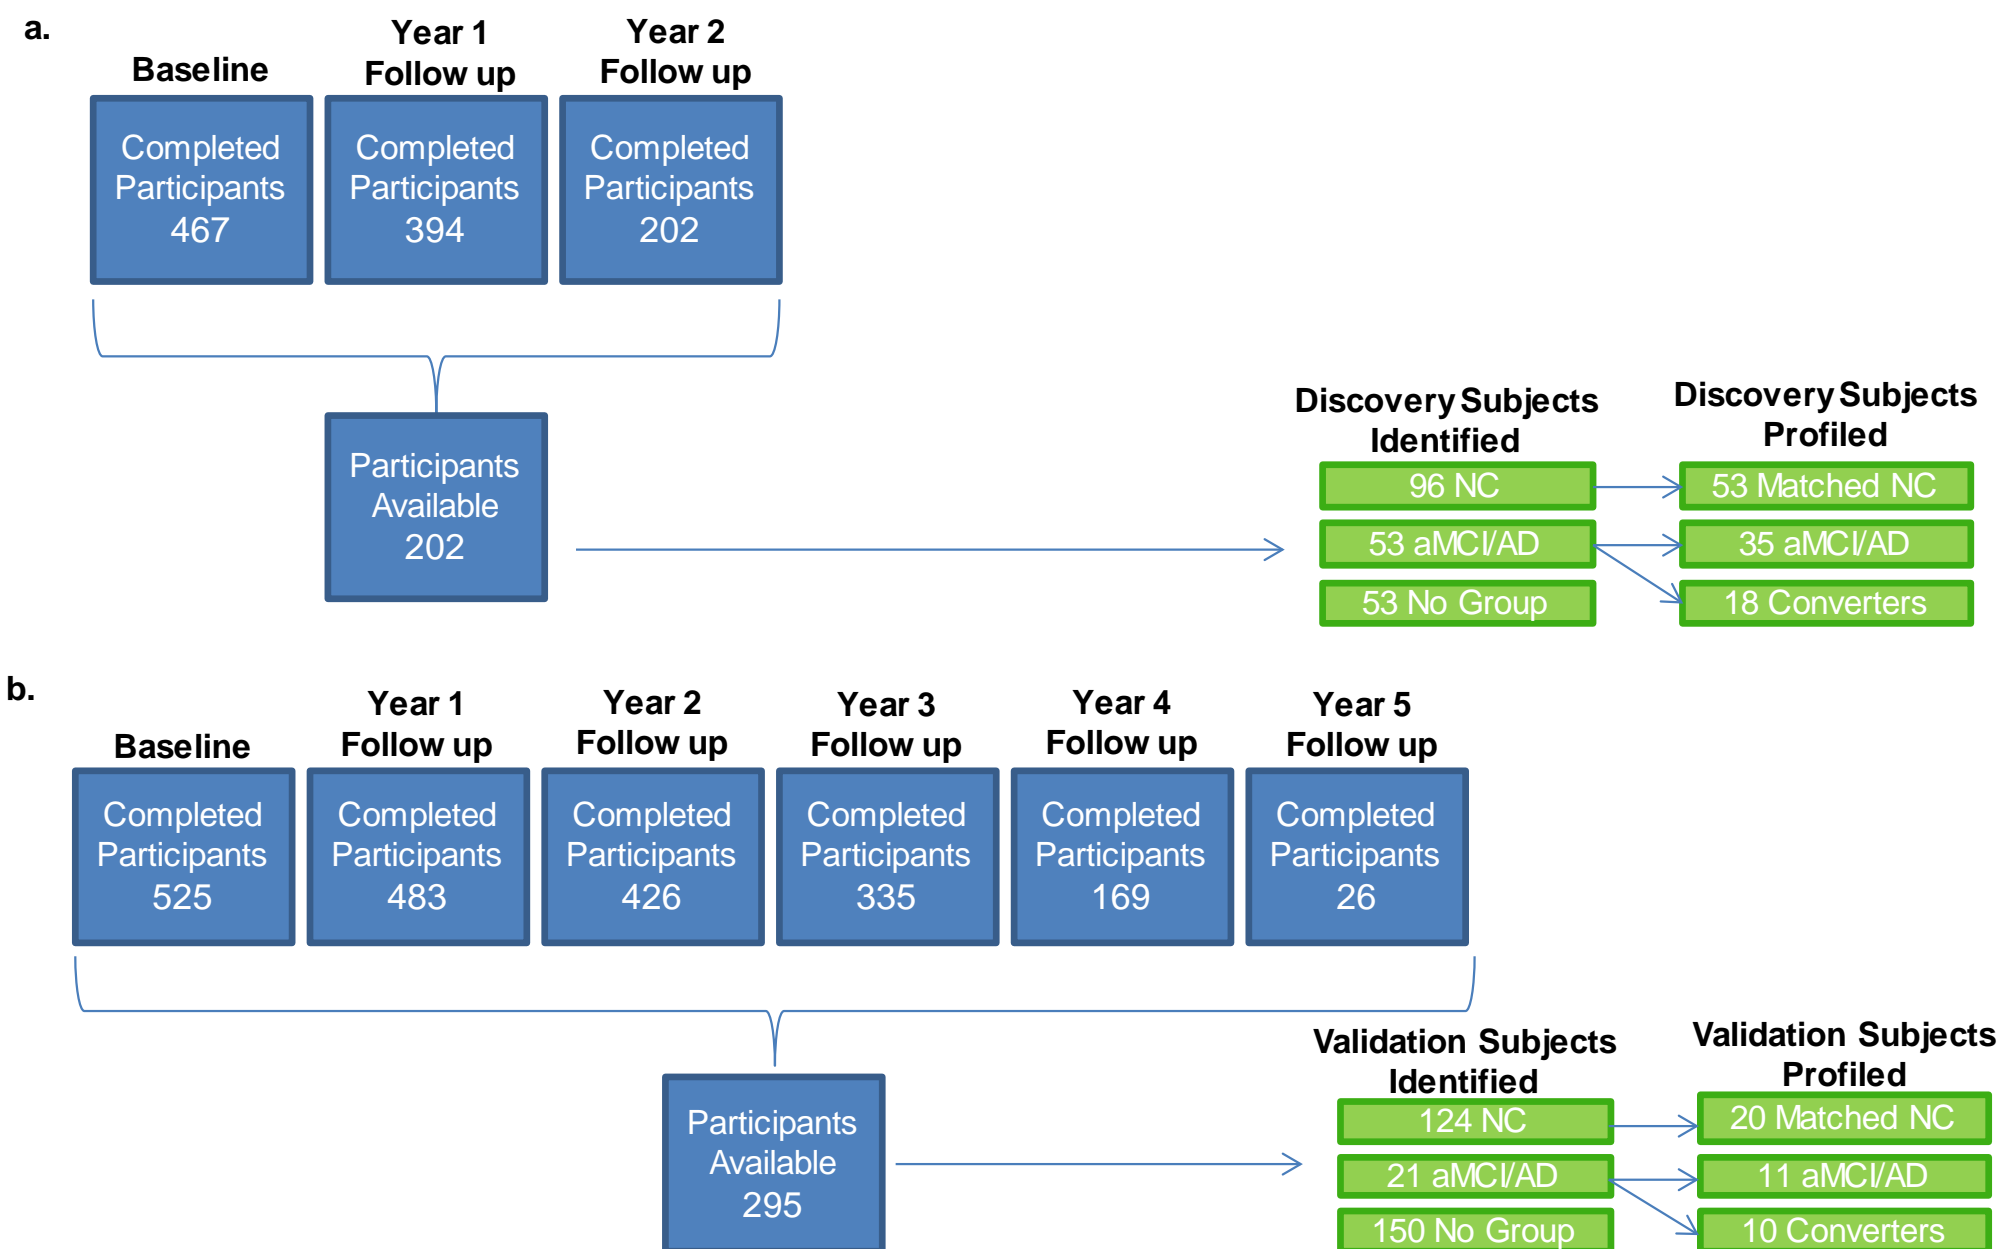 a.
Baseline
Year 1
Follow up
Year 2
Follow up
Completed
Participants
467
Completed
Participants
394
Completed
Participants
202
Participants
Available
202
Discovery Subjects
Identified
96 NC
53 aMCI/AD
53 No Group
Discovery Subjects
Profiled
53 Matched NC
35 aMCI/AD
18 Converters
b.
Baseline
Year 1
Follow up
Year 2
Follow up
Year 3
Follow up
Year 4
Follow up
Year 5
Follow up
Completed
Participants
525
Completed
Participants
483
Completed
Participants
426
Completed
Participants
335
Completed
Participants
169
Completed
Participants
26
Participants
Available
295
Validation Subjects
Identified
124 NC
21 aMCI/AD
150 No Group
Validation Subjects
Profiled
20 Matched NC
11 aMCI/AD
10 Converters